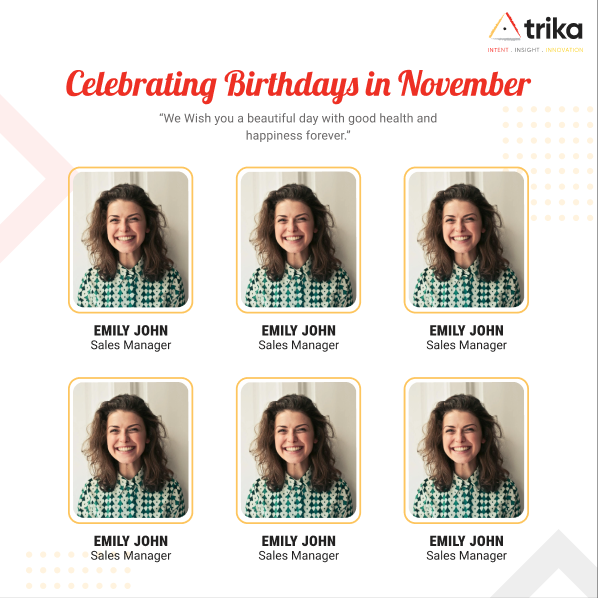 trika
INTENT . INSIGHT . INNOVATION
Celebrating Birthdays in November
“We Wish you a beautiful day with good health and
happiness forever.”
EMILY JOHN EMILY JOHN EMILY JOHN
Sales Manager Sales Manager Sales Manager
EMILY JOHN EMILY JOHN EMILY JOHN
Sales Manager Sales Manager Sales Manager